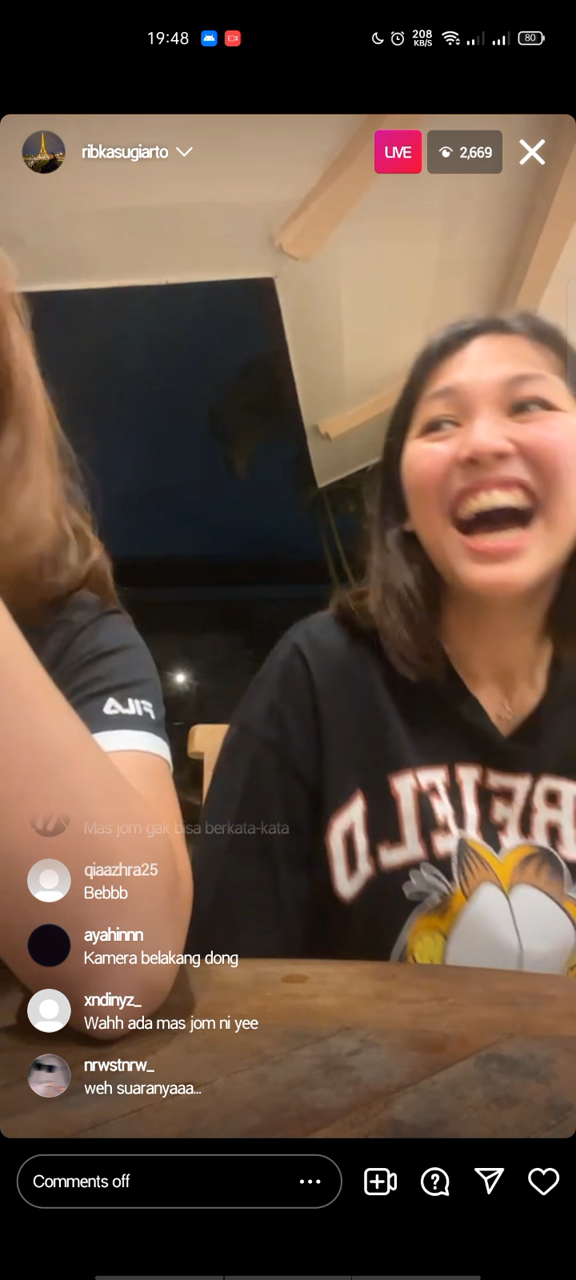 19:48
208
KB/S
80
ribkasugiarto
LIVE
2,669
FILA
RFIELD
Mas jom gak bisa berkata-kata
qiaazhra25
Bebbb
ayahinnn
Kamera belakang dong
xndinyz_
Wahh ada mas jom ni yee
nrwstnrw_
weh suaranyaaa...
Comments off